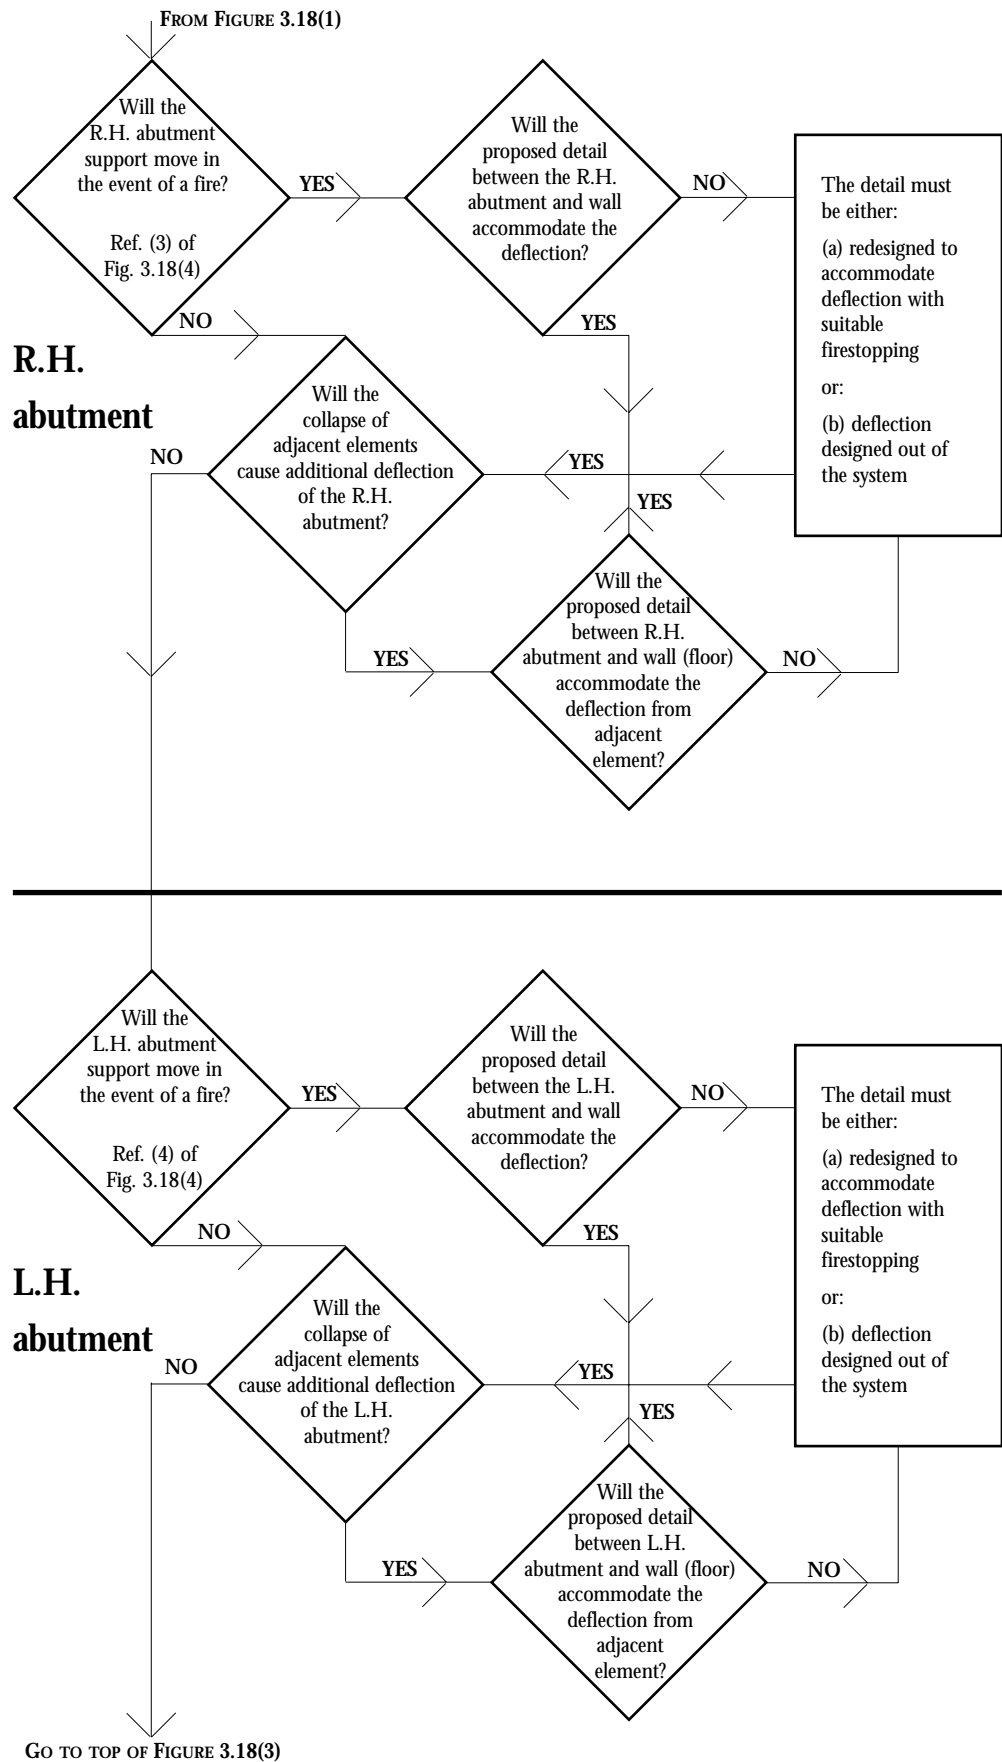 FROM FIGURE 3.18(1)
Will the
R.H. abutment
support move in
the event of a fire?
Ref. (3) of
Fig. 3.18(4)
YES
Will the
proposed detail
between the R.H.
abutment and wall
accommodate the
deflection?
NO
The detail must
be either:
(a) redesigned to
accommodate
deflection with
suitable
firestopping
or:
(b) deflection
designed out of
the system
NO
YES
R.H.
abutment
Will the
collapse of
adjacent elements
cause additional deflection
of the R.H.
abutment?
NO
YES
YES
Will the
proposed detail
between R.H.
abutment and wall (floor)
accommodate the
deflection from
adjacent
element?
YES
NO
Will the
L.H. abutment
support move in
the event of a fire?
Ref. (4) of
Fig. 3.18(4)
YES
Will the
proposed detail
between the L.H.
abutment and wall
accommodate the
deflection?
NO
The detail must
be either:
(a) redesigned to
accommodate
deflection with
suitable
firestopping
or:
(b) deflection
designed out of
the system
NO
YES
L.H.
abutment
Will the
collapse of
adjacent elements
cause additional deflection
of the L.H.
abutment?
NO
YES
YES
Will the
proposed detail
between L.H.
abutment and wall (floor)
accommodate the
deflection from
adjacent
element?
YES
NO
GO TO TOP OF FIGURE 3.18(3)